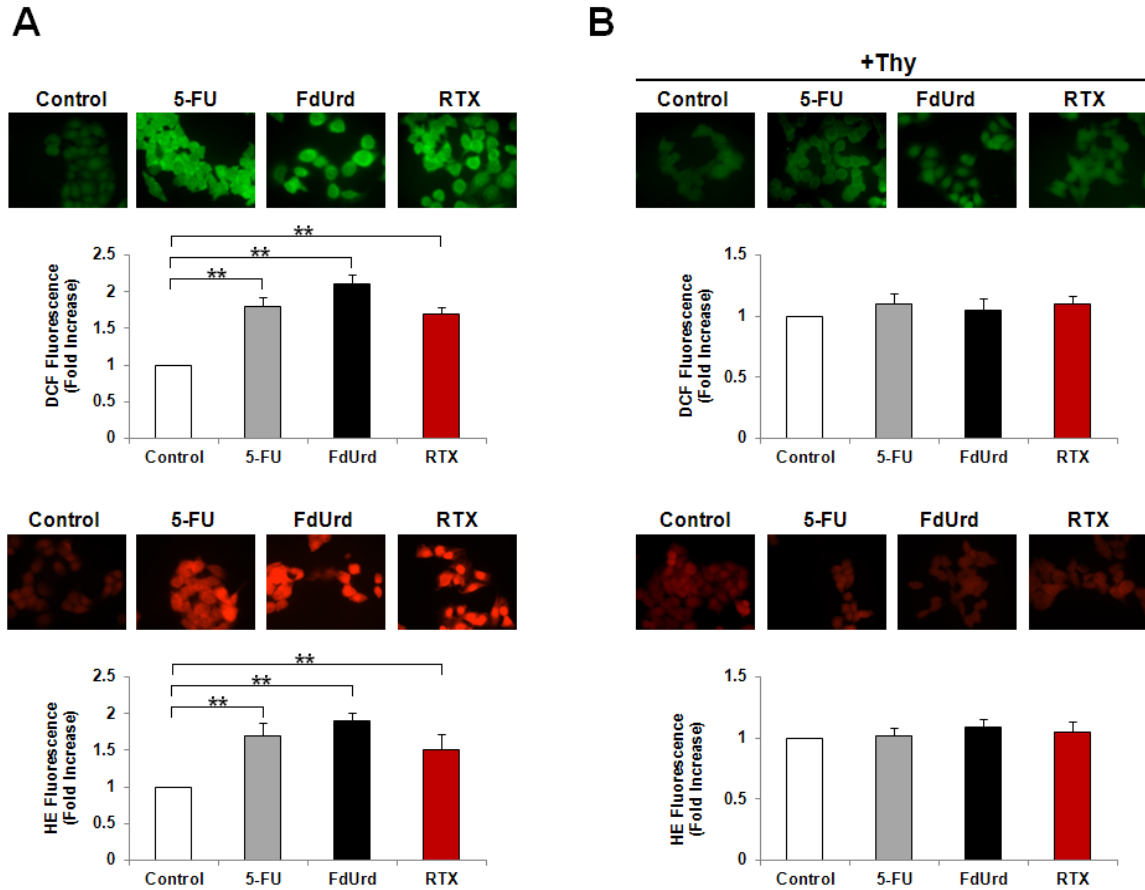 A
B
+Thy
Control 5-FU FdUrd RTX
Control 5-FU FdUrd RTX
** 
**
**
DCF Fluorescence
(Fold Increase)
2.5
2
1.5
1
0.5
0
Control 5-FU FdUrd RTX
DCF Fluorescence
(Fold Increase)
1.5
1
0.5
0
Control 5-FU FdUrd RTX
Control 5-FU FdUrd RTX
Control 5-FU FdUrd RTX
**
**
**
HE Fluorescence
(Fold Increase)
2.5
2
1.5
1
0.5
0
Control 5-FU FdUrd RTX
HE Fluorescence
(Fold Increase)
1.5
1
0.5
0
Control 5-FU FdUrd RTX